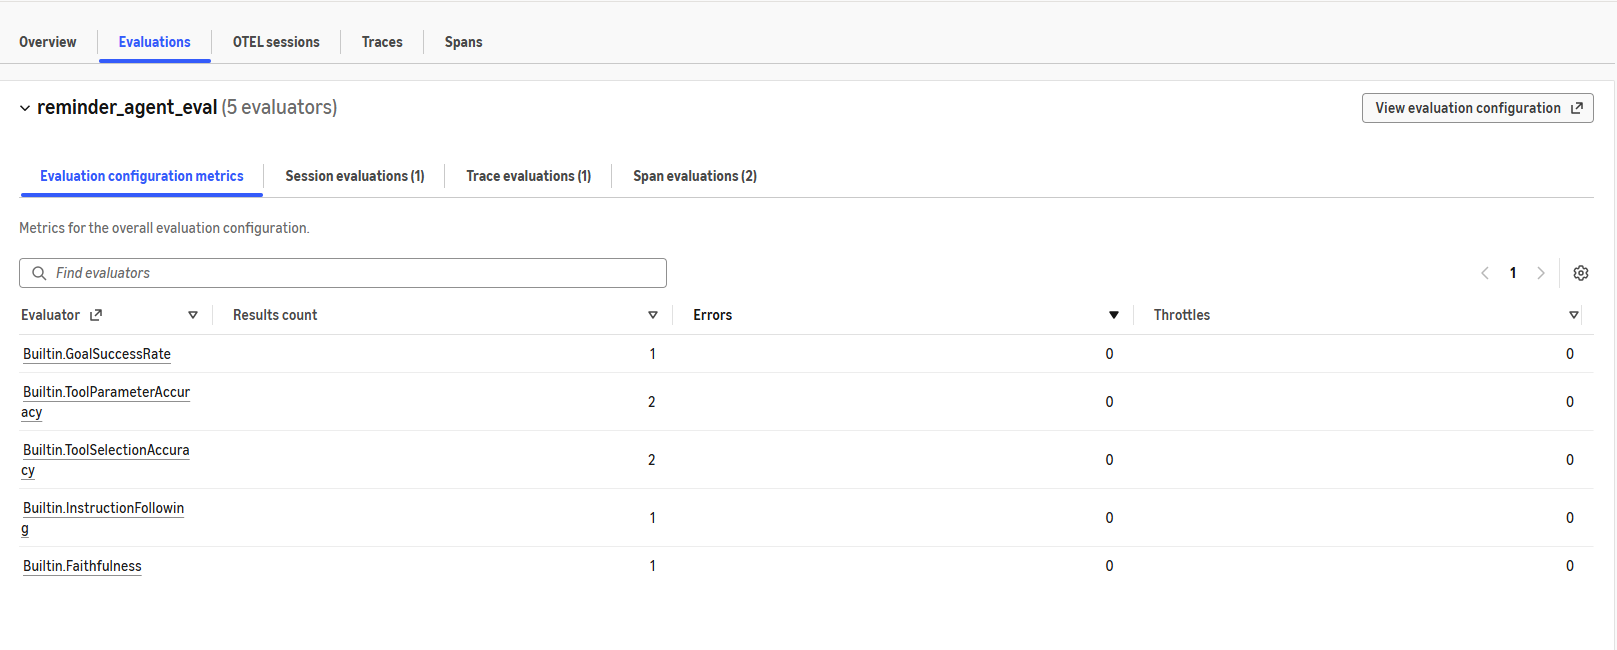 Overview Evaluations OTEL sessions Traces Spans
reminder_agent_eval (5 evaluators) View evaluation configuration
Evaluation configuration metrics Session evaluations (1) Trace evaluations (1) Span evaluations (2)
Metrics for the overall evaluation configuration.
Find evaluators 1
Evaluator Results count Errors Throttles
Builtin.GoalSuccessRate 1 0 0
Builtin.ToolParameterAccur
acy 2 0 0
Builtin.ToolSelectionAccura
cy 2 0 0
Builtin.InstructionFollowin
g 1 0 0
Builtin.Faithfulness 1 0 0